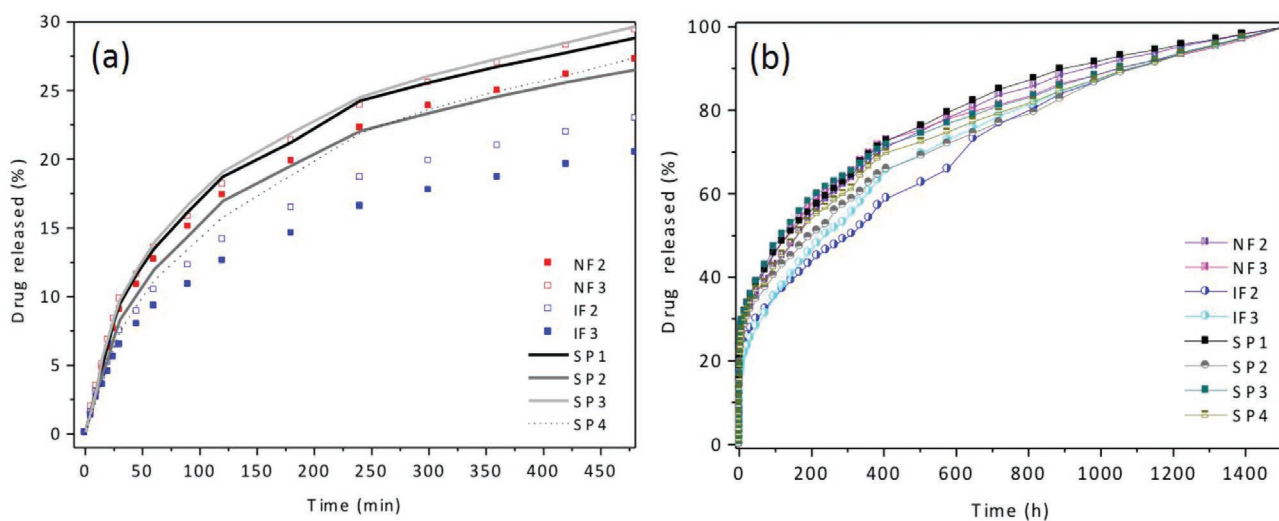 (a)
Drug released (%)
30
25
20
15
10
5
0
0 50 100 150 200 250 300 350 400 450
Time (min)
NF2
NF3
IF2
IF3
SP1
SP2
SP3
SP4
(b)
Drug released (%)
100
80
60
40
20
0
0 200 400 600 800 1000 1200 1400
Time (h)
NF2
NF3
IF2
IF3
SP1
SP2
SP3
SP4